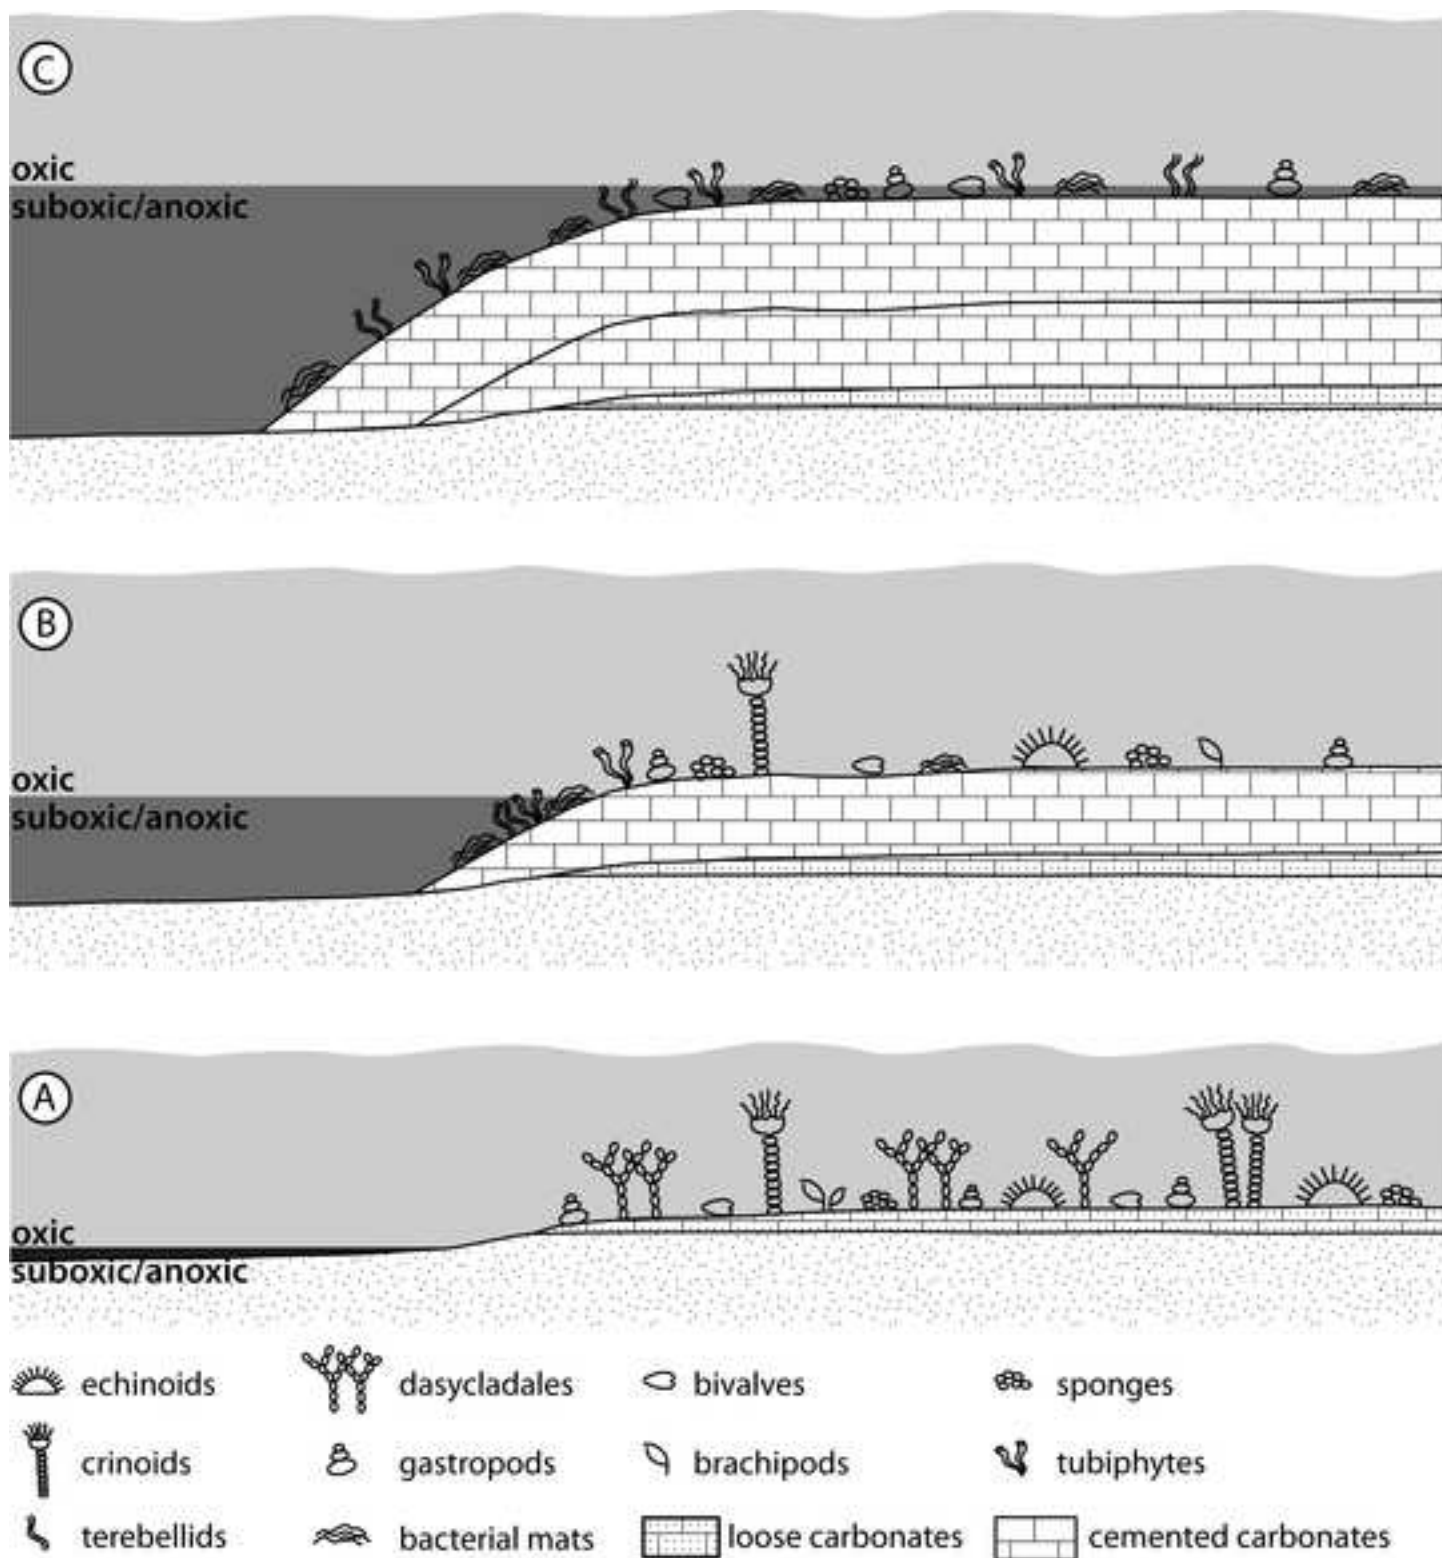 C
oxic
suboxic/anoxic
B
oxic
suboxic/anoxic
A
oxic
suboxic/anoxic
echinoids dasycladales bivalves sponges
crinoids gastropods brachipods tubiphytes
terebellids bacterial mats loose carbonates cemented carbonates